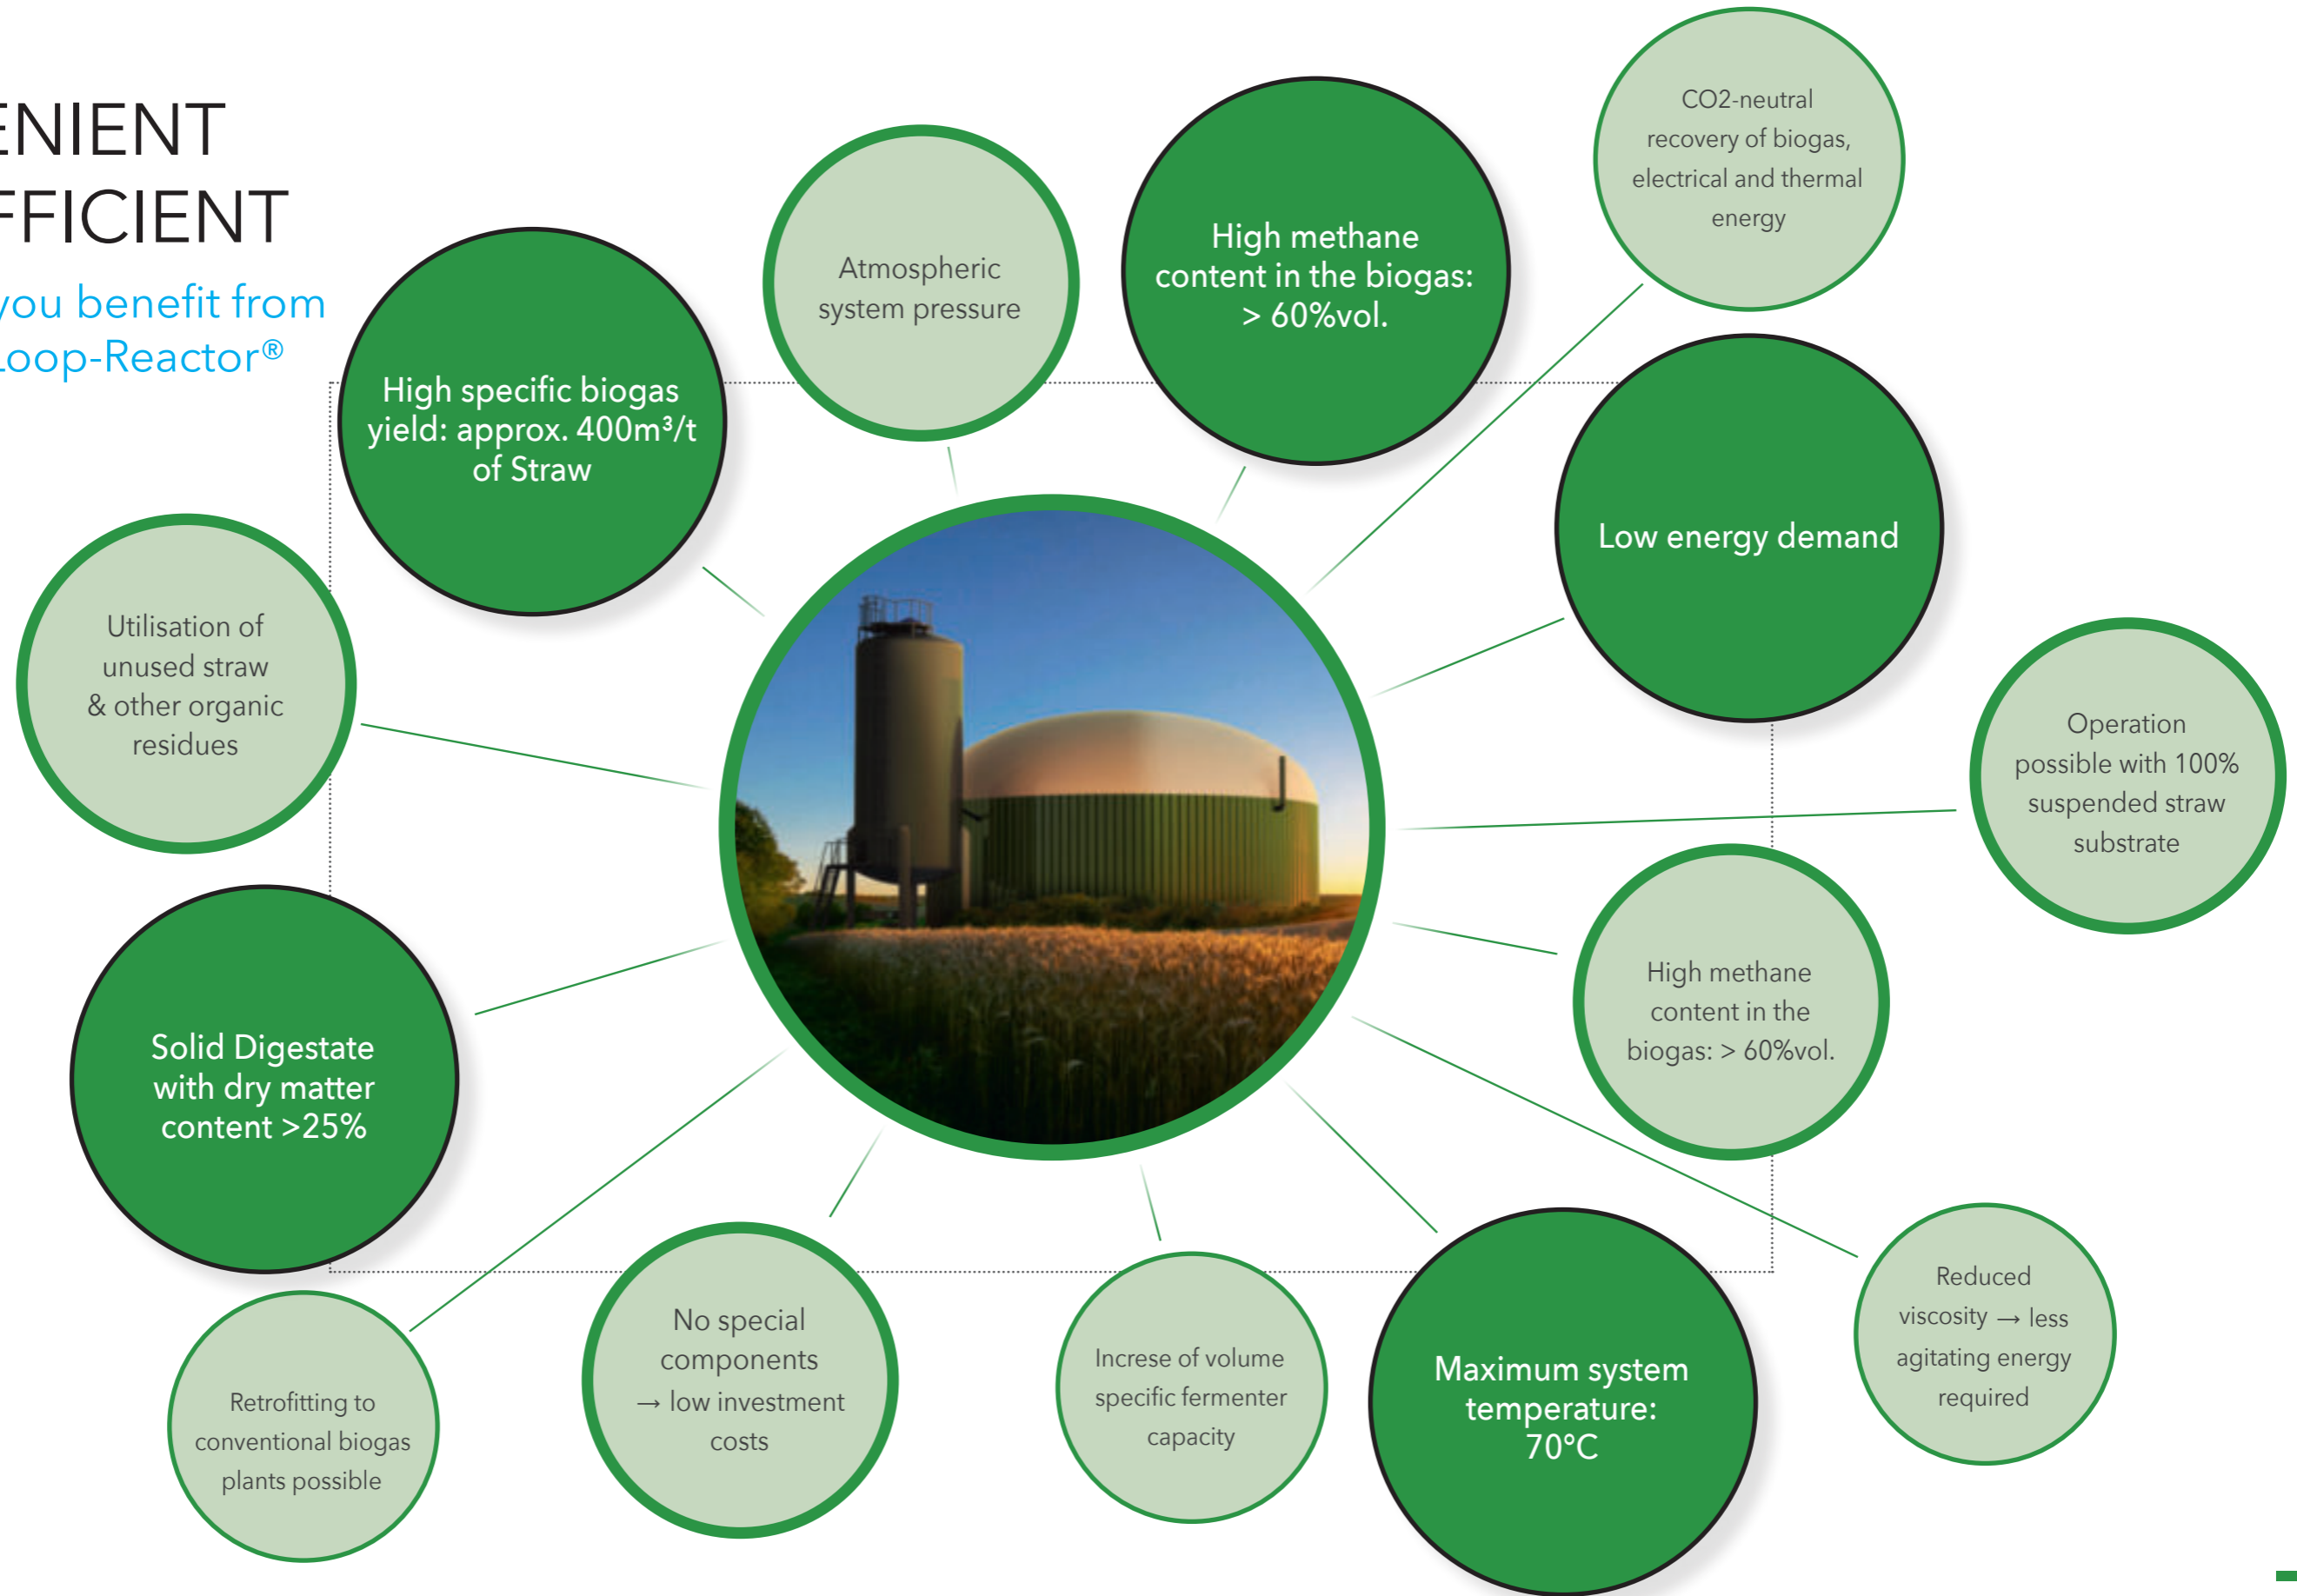 ENIENT
FFICIENT
you benefit from
Loop-Reactor®
CO2-neutral
recovery of biogas,
electrical and thermal
energy
Atmospheric
system pressure
High methane
content in the biogas:
> 60%vol.
High specific biogas
yield: approx. 400m³/t
of Straw
Low energy demand
Utilisation of
unused straw
& other organic
residues
Operation
possible with 100%
suspended straw
substrate
High methane
content in the
biogas: > 60%vol.
Solid Digestate
with dry matter
content >25%
Reduced
viscosity → less
agitating energy
required
No special
components
→ low investment
costs
Increse of volume
specific fermenter
capacity
Maximum system
temperature:
70°C
Retrofitting to
conventional biogas
plants possible